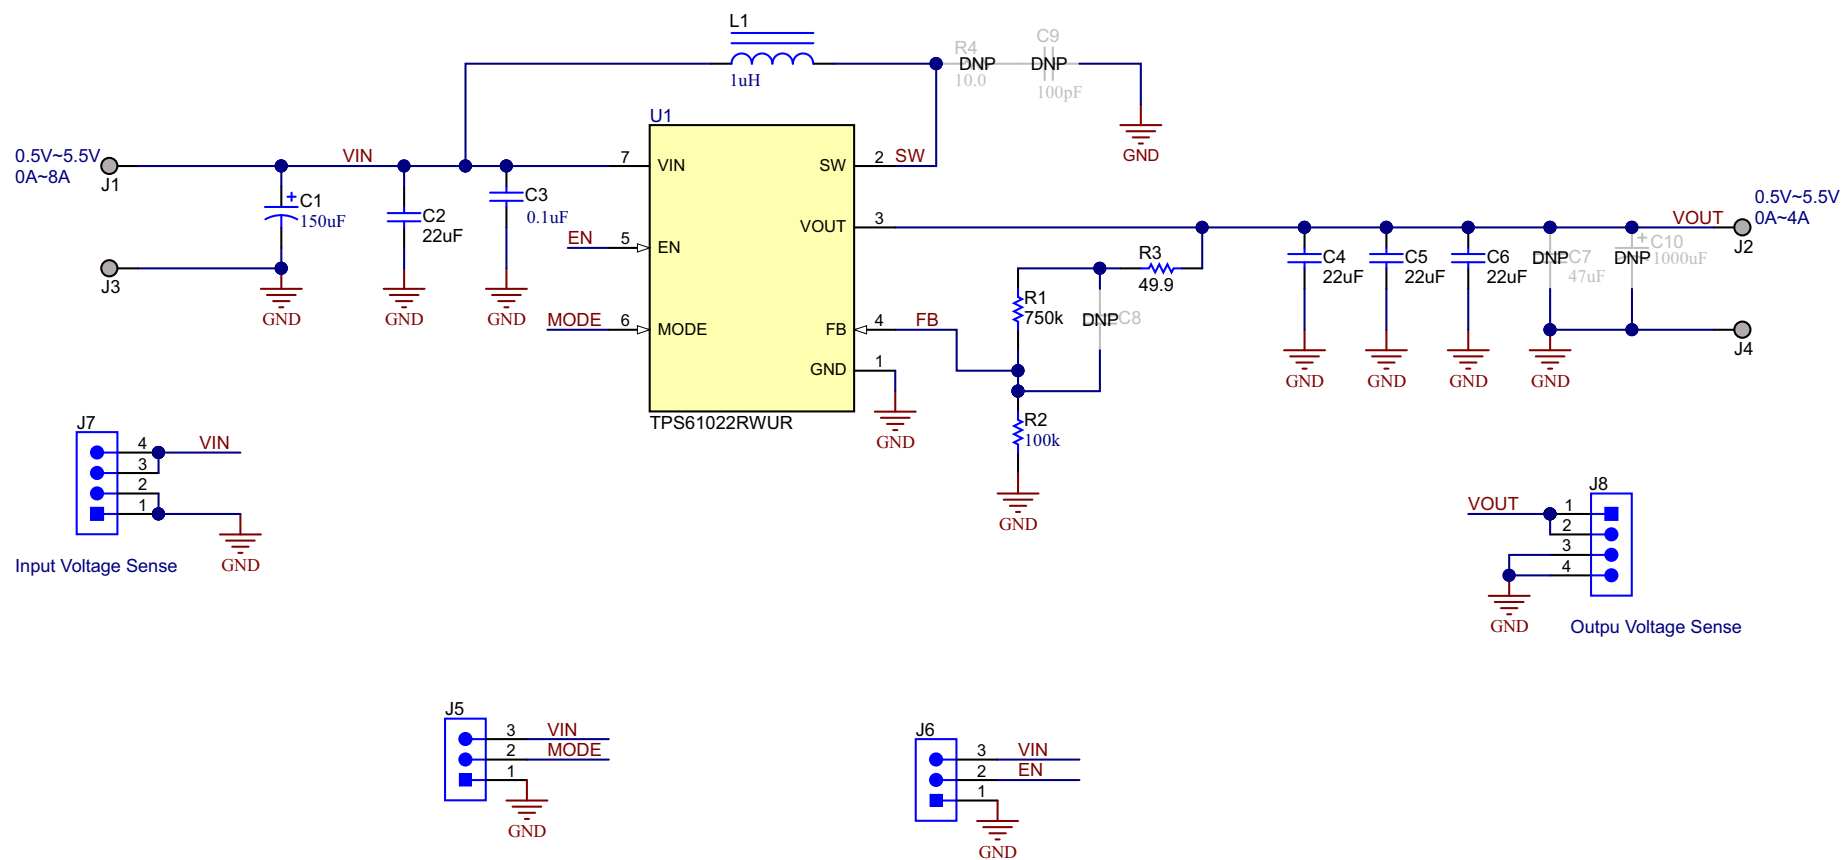 L1
1uH
R4
DNP
10.0
C9
DNP
100pF
GND
U1
0.5V~5.5V
0A~8A
J1
VIN
C1
150uF
C2
22uF
C3
0.1uF
J3
GND
GND
GND
7
VIN
EN
5
EN
MODE
6
MODE
SW
2
SW
VOUT
3
FB
4
FB
GND
1
TPS61022RWUR
GND
R3
49.9
R1
750k
DNP
C8
R2
100k
GND
C4
22uF
C5
22uF
C6
22uF
DNP
C7
47uF
DNP
C10
1000uF
VOUT
0.5V~5.5V
0A~4A
J2
J4
GND
GND
GND
GND
J7
4
VIN
3
2
1
GND
Input Voltage Sense
J8
VOUT
1
2
3
4
GND
Outpu Voltage Sense
J5
3
VIN
2
MODE
1
GND
J6
3
VIN
2
EN
1
GND